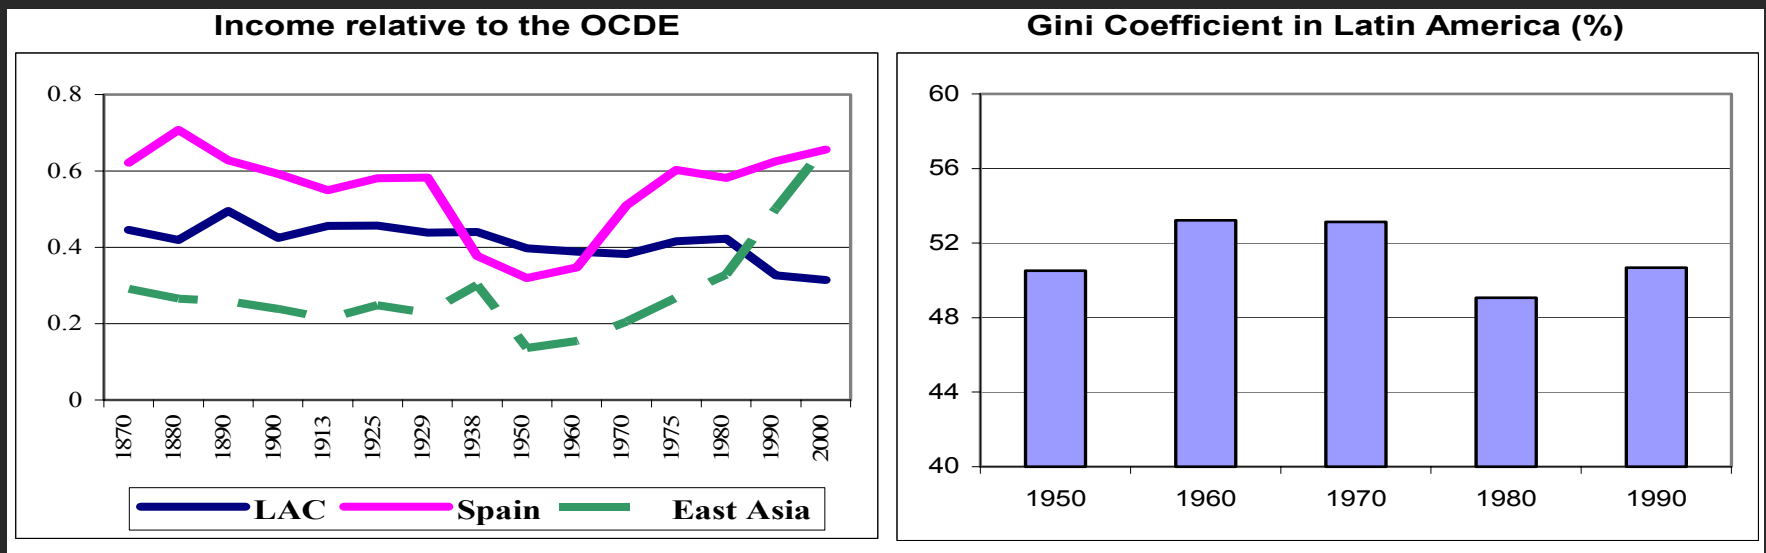 Income relative to the OCDE
0.8
0.6
0.4
0.2
0
1870 1880 1890 1900 1913 1925 1929 1938 1950 1960 1970 1975 1980 1990 2000
LAC Spain East Asia
Gini Coefficient in Latin America (%)
60
56
52
48
44
40
1950 1960 1970 1980 1990